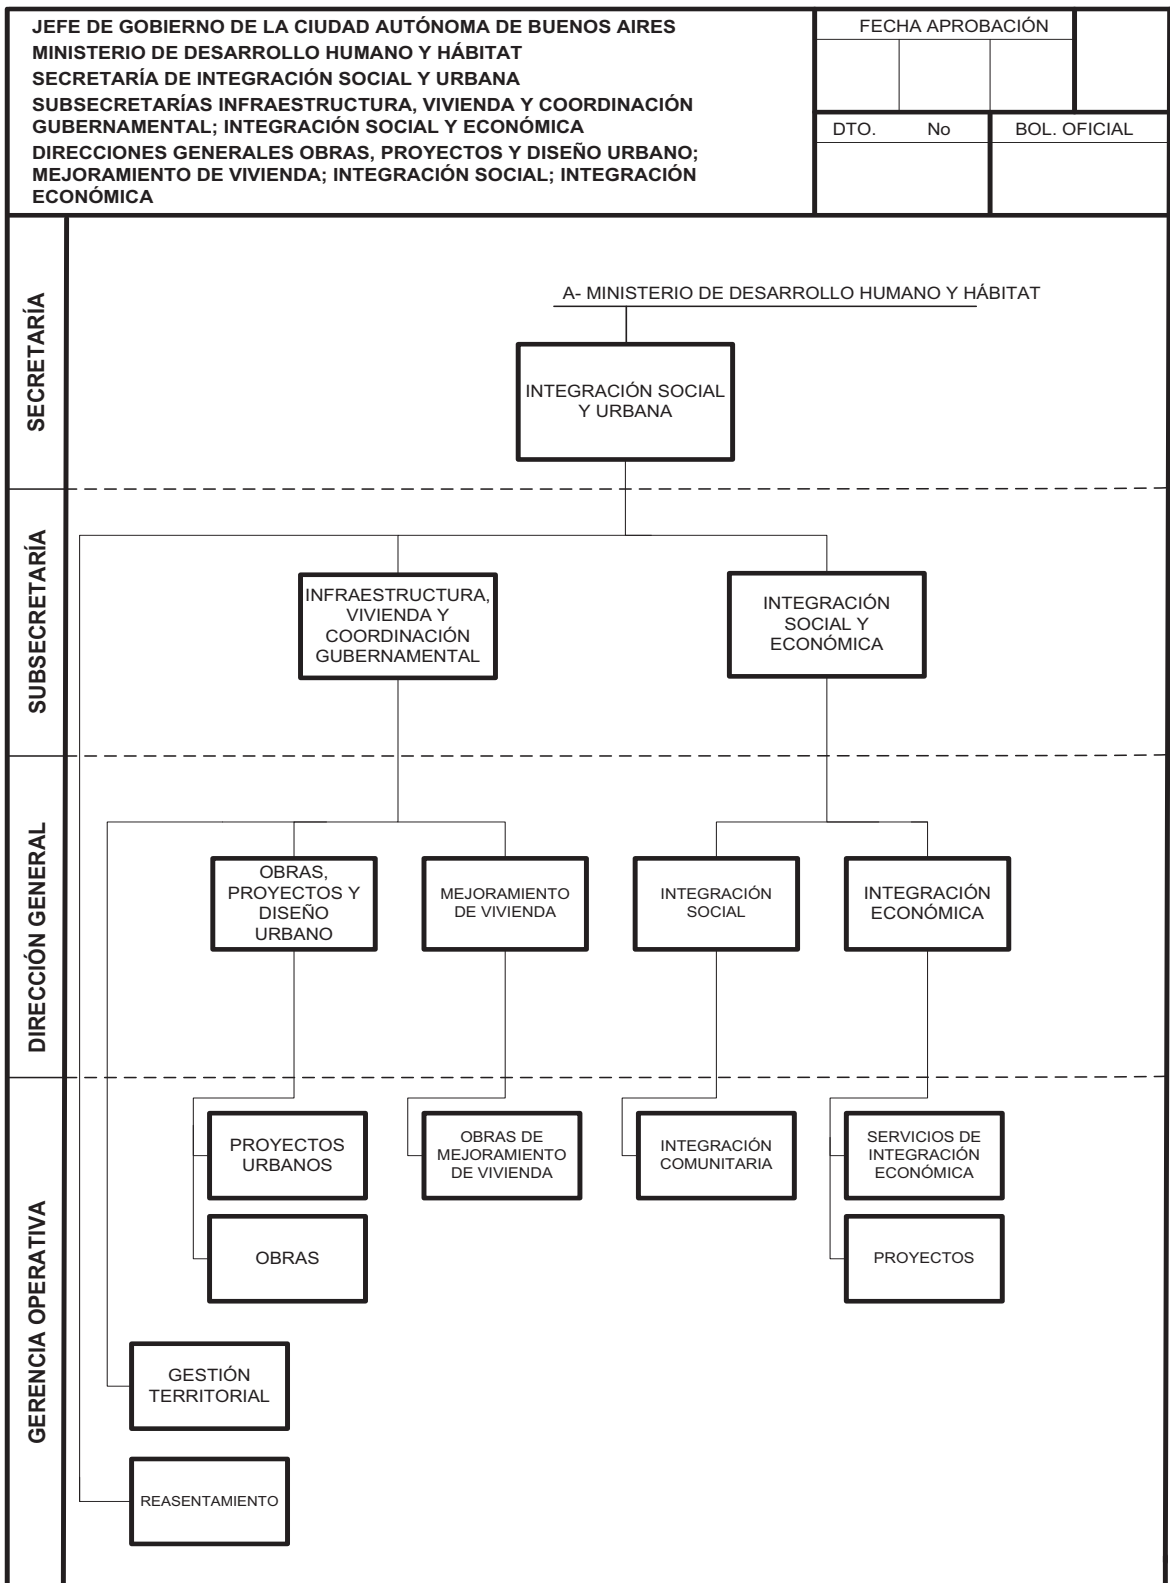 JEFE DE GOBIERNO DE LA CIUDAD AUTÓNOMA DE BUENOS AIRES
MINISTERIO DE DESARROLLO HUMANO Y HÁBITAT
SECRETARÍA DE INTEGRACIÓN SOCIAL Y URBANA
SUBSECRETARÍAS INFRAESTRUCTURA, VIVIENDA Y COORDINACIÓN
GUBERNAMENTAL; INTEGRACIÓN SOCIAL Y ECONÓMICA
DIRECCIONES GENERALES OBRAS, PROYECTOS Y DISEÑO URBANO;
MEJORAMIENTO DE VIVIENDA; INTEGRACIÓN SOCIAL; INTEGRACIÓN
ECONÓMICA
FECHA APROBACIÓN
DTO. No
BOL. OFICIAL
SECRETARÍA
A- MINISTERIO DE DESARROLLO HUMANO Y HÁBITAT
INTEGRACIÓN SOCIAL
Y URBANA
SUBSECRETARÍA
INFRAESTRUCTURA,
VIVIENDA Y
COORDINACIÓN
GUBERNAMENTAL
INTEGRACIÓN
SOCIAL Y
ECONÓMICA
DIRECCIÓN GENERAL
OBRAS,
PROYECTOS Y
DISEÑO
URBANO
MEJORAMIENTO
DE VIVIENDA
INTEGRACIÓN
SOCIAL
INTEGRACIÓN
ECONÓMICA
GERENCIA OPERATIVA
PROYECTOS
URBANOS
OBRAS DE
MEJORAMIENTO
DE VIVIENDA
INTEGRACIÓN
COMUNITARIA
SERVICIOS DE
INTEGRACIÓN
ECONÓMICA
OBRAS
PROYECTOS
GESTIÓN
TERRITORIAL
REASENTAMIENTO